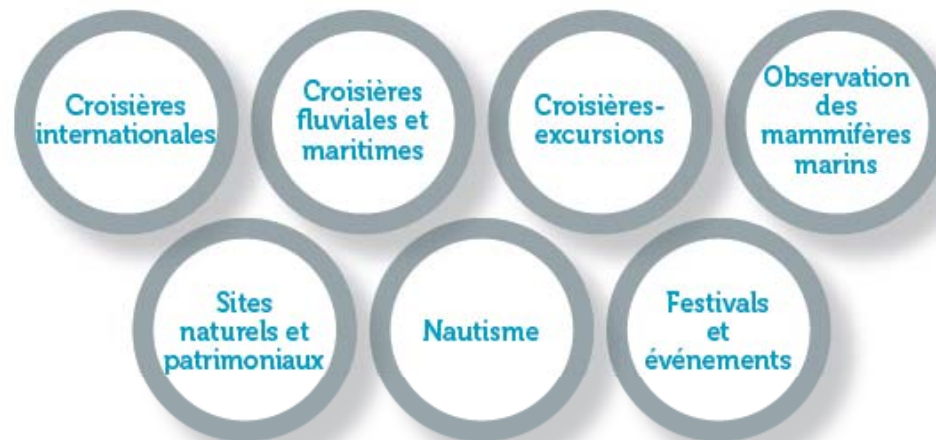 Croisières
internationales
Croisières
fluviales et
maritimes
Croisières-
excursions
Observation
des
mammifères
marins
Sites
naturels et
patrimoniaux
Nautisme
Festivals
et
événements